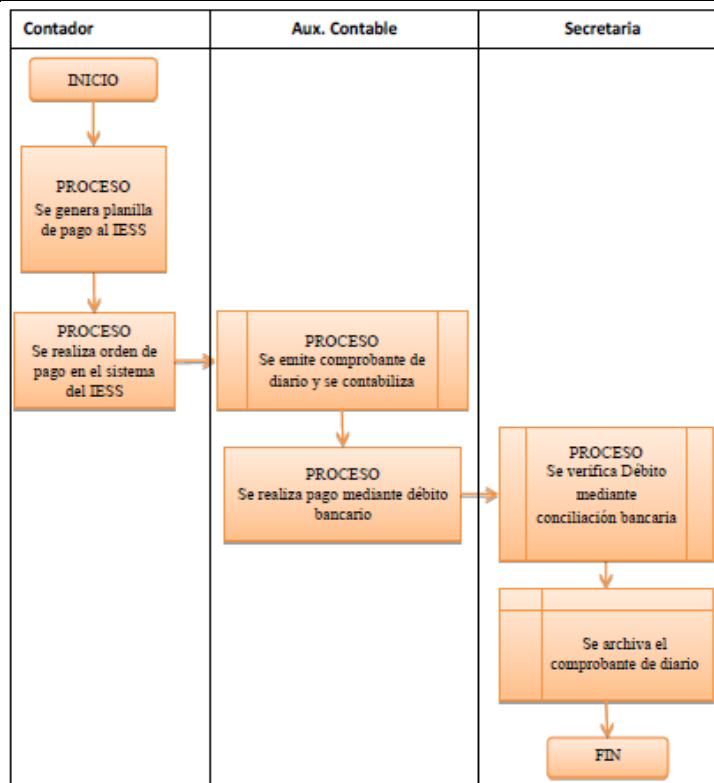 Contador
Aux. Contable
Secretaria
INICIO
PROCESO
Se genera planilla
de pago al IESS
PROCESO
Se realiza orden de
pago en el sistema
del IESS
PROCESO
Se emite comprobante de
diario y se contabiliza
PROCESO
Se realiza pago mediante débito
bancario
PROCESO
Se verifica Débito
mediante
conciliación bancaria
Se archiva el
comprobante de diario
FIN